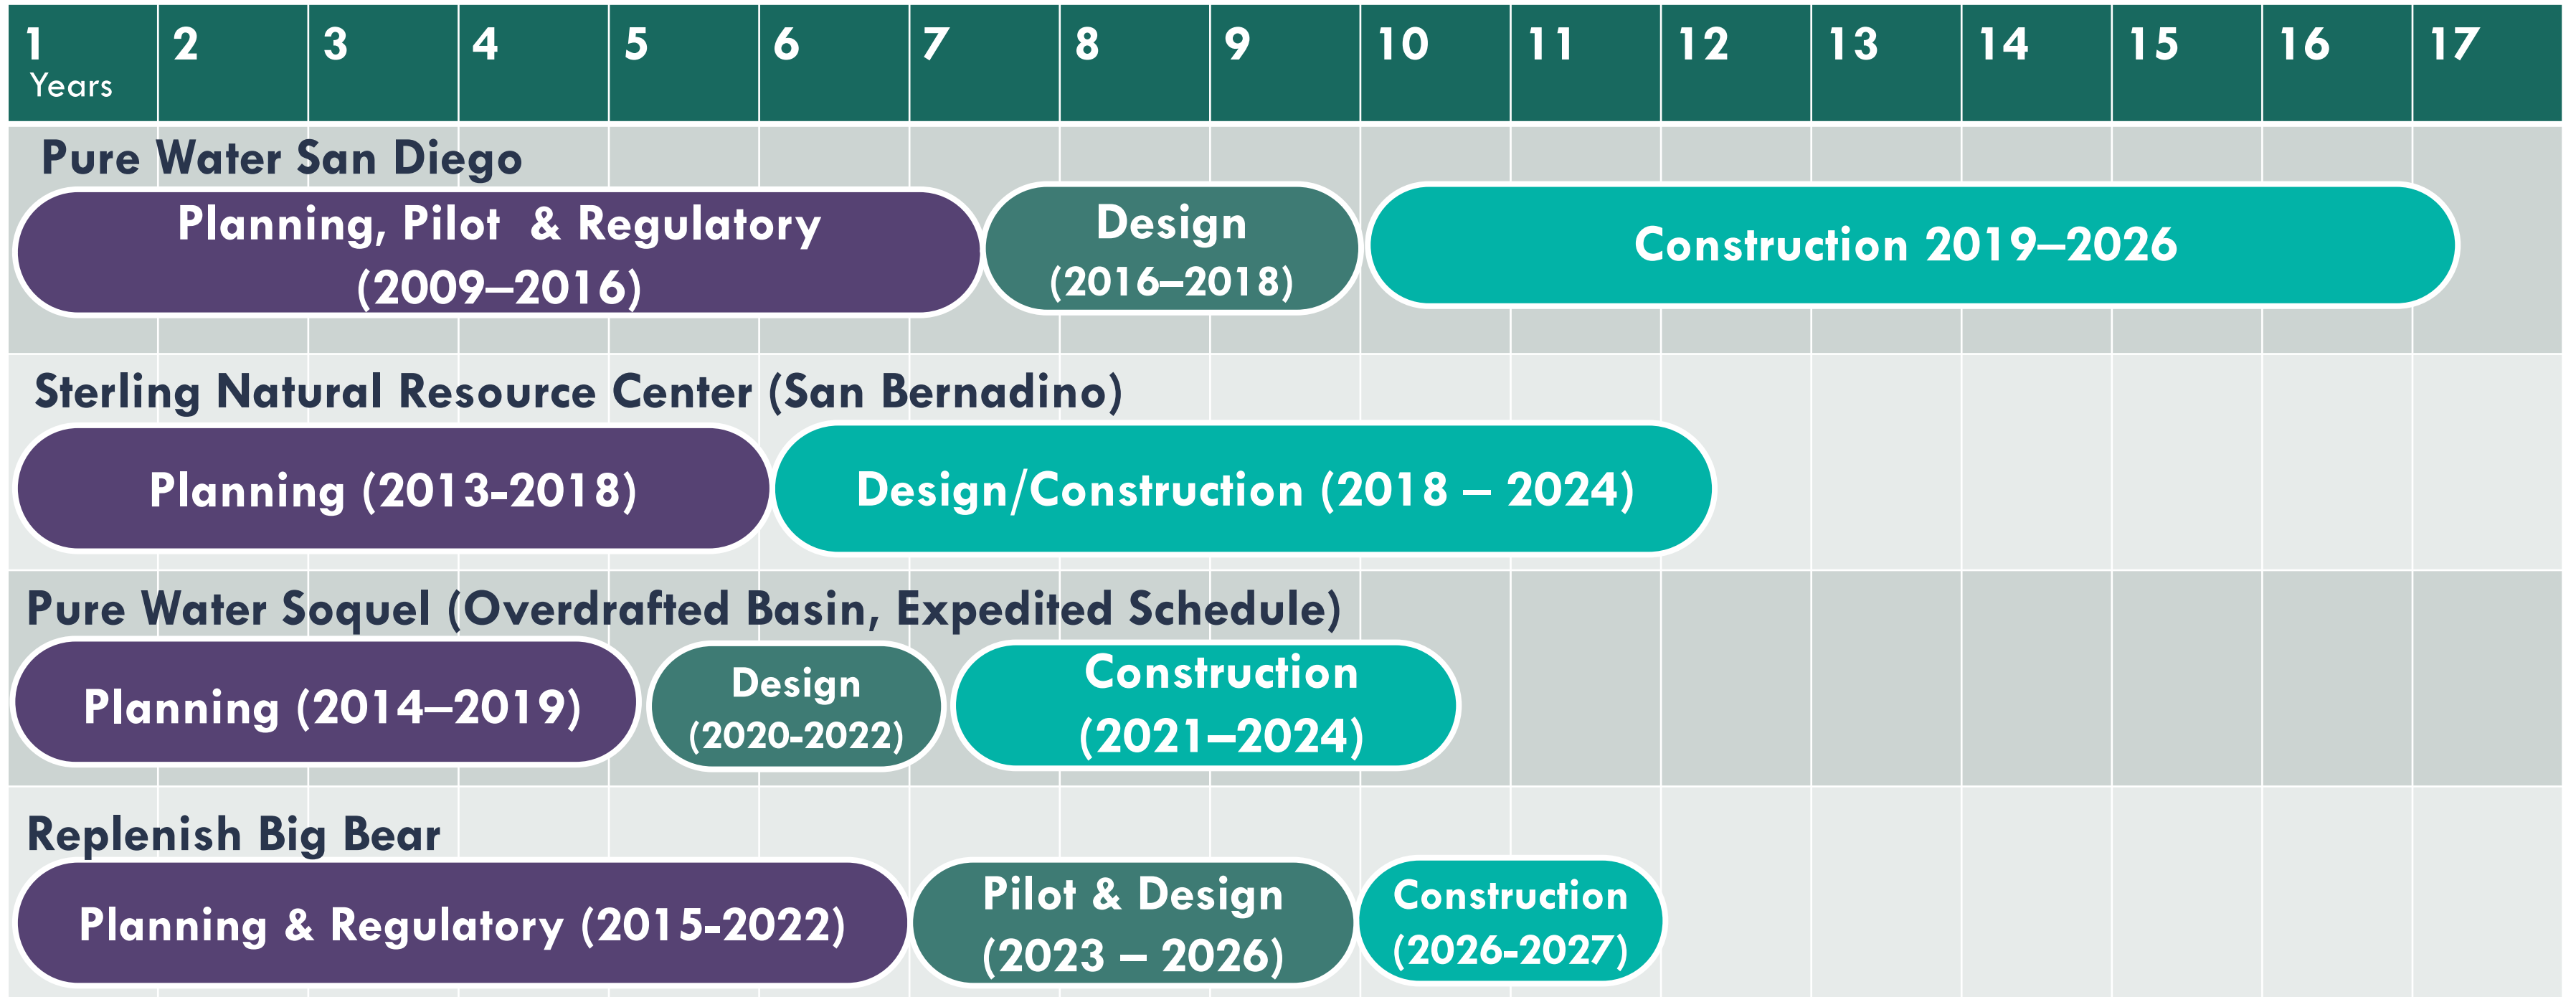 1 2 3 4 5 6 7 8 9 10 11 12 13 14 15 16 17
Years
Pure Water San Diego
Planning, Pilot & Regulatory
(2009–2016)
Design
(2016–2018)
Construction 2019–2026
Sterling Natural Resource Center (San Bernadino)
Planning (2013-2018)
Design/Construction (2018 – 2024)
Pure Water Soquel (Overdrafted Basin, Expedited Schedule)
Planning (2014–2019)
Design
(2020-2022)
Construction
(2021–2024)
Replenish Big Bear
Planning & Regulatory (2015-2022)
Pilot & Design
(2023 – 2026)
Construction
(2026-2027)